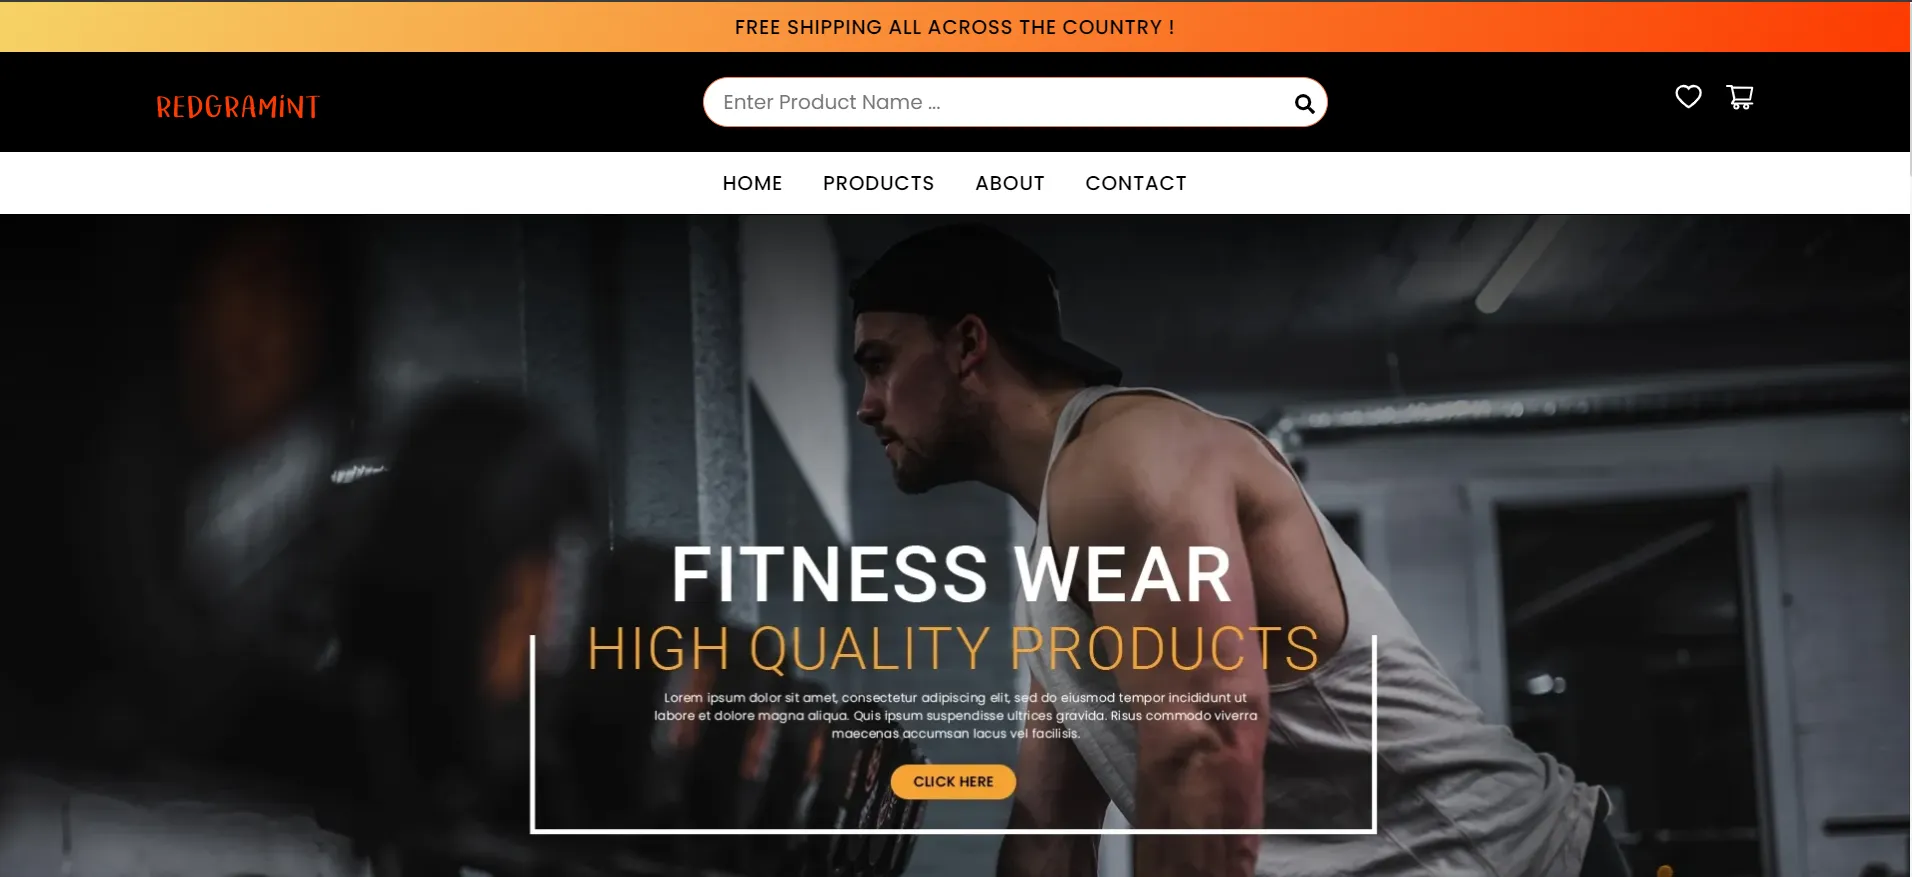 FREE SHIPPING ALL ACROSS THE COUNTRY !
REDGRAMINT
Enter Product Name ...
HOME PRODUCTS ABOUT CONTACT
FITNESS WEAR
HIGH QUALITY PRODUCTS
Lorem ipsum dolor sit amet, consectetur adipiscing elit, sed do eiusmod tempor incididunt ut
labore et dolore magna aliqua. Quis ipsum suspendisse ultrices gravida. Risus commodo viverra
maecenas accumsan lacus vel facilisis.
CLICK HERE